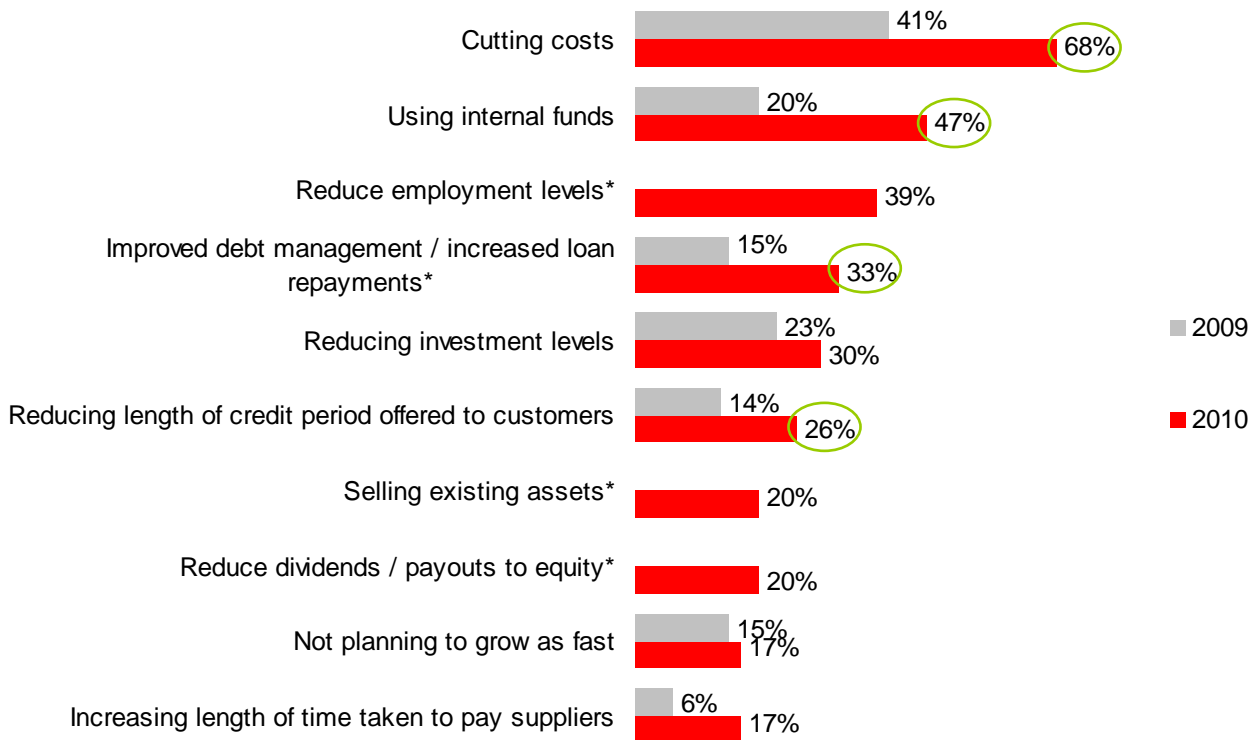 41%
Cutting costs
68%
20%
Using internal funds
47%
Reduce employment levels*
39%
Improved debt management / increased loan
repayments*
15%
33%
23%
Reducing investment levels
30%
2009
14%
Reducing length of credit period offered to customers
26%
2010
Selling existing assets*
20%
Reduce dividends / payouts to equity*
20%
15%
Not planning to grow as fast
17%
6%
Increasing length of time taken to pay suppliers
17%